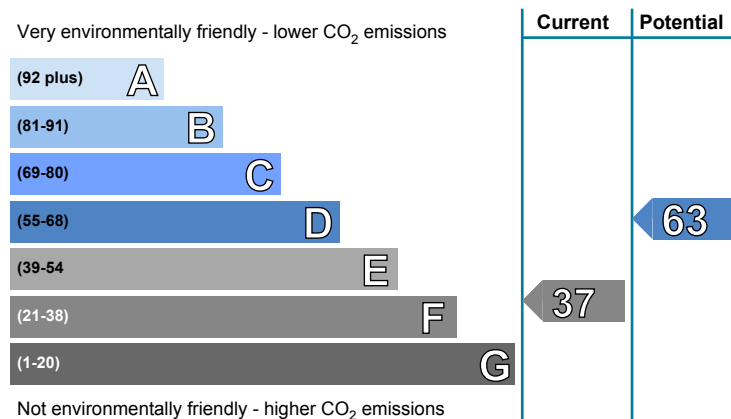 Very environmentally friendly - lower CO₂ emissions
Current
Potential
(92 plus) A
(81-91) B
(69-80) C
(55-68) D
63
(39-54 E
(21-38) F
37
(1-20) G
Not environmentally friendly - higher CO₂ emissions